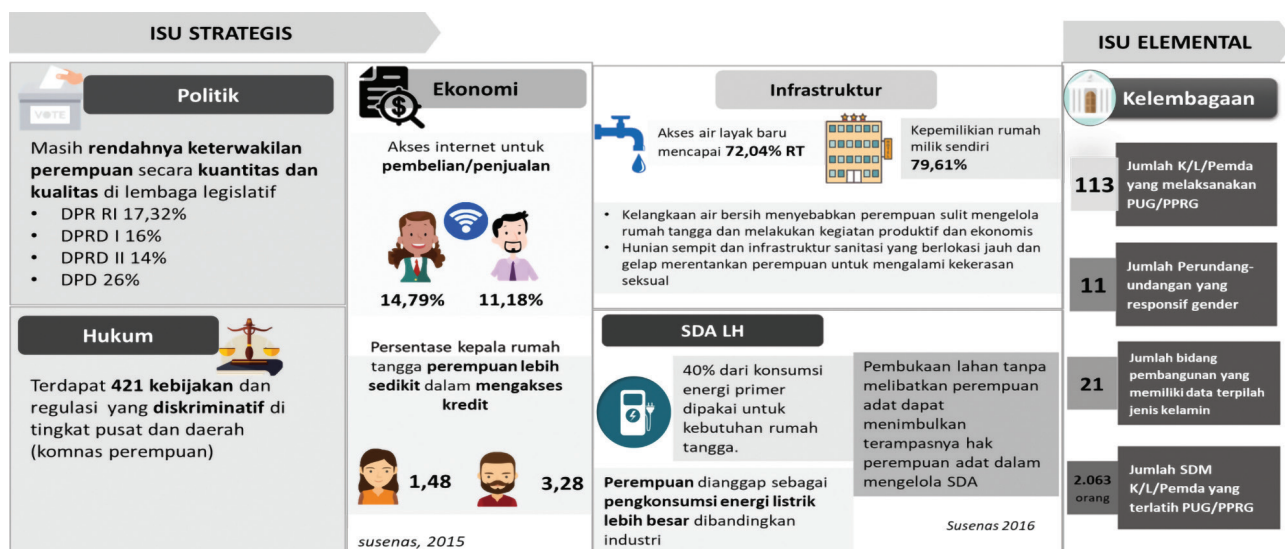 ISU STRATEGIS
Politik
VOTE
Masih rendahnya keterwakilan
perempuan secara kuantitas dan
kualitas di lembaga legislatif
• DPR RI 17,32%
• DPRD I 16%
• DPRD II 14%
• DPD 26%
Hukum
Terdapat 421 kebijakan dan
regulasi yang diskriminatif di
tingkat pusat dan daerah
(komnas perempuan)
Ekonomi
Akses internet untuk
pembelian/penjualan
14,79% 11,18%
Persentase kepala rumah
tangga perempuan lebih
sedikit dalam mengakses
kredit
1,48 3,28
susenas, 2015
Infrastruktur
Akses air layak baru
mencapai 72,04% RT
Kepemilikan rumah
milik sendiri
79,61%
• Kelangkaan air bersih menyebabkan perempuan sulit mengelola
rumah tangga dan melakukan kegiatan produktif dan ekonomis
• Hunian sempit dan infrastruktur sanitasi yang berlokasi jauh dan
gelap merentankan perempuan untuk mengalami kekerasan
seksual
SDA LH
40% dari konsumsi
energi primer
dipakai untuk
kebutuhan rumah
tangga.
Perempuan dianggap sebagai
pengkonsumsi energi listrik
lebih besar dibandingkan
industri
Pembukaan lahan tanpa
melibatkan perempuan
adat dapat
menimbulkan
terampasnya hak
perempuan adat dalam
mengelola SDA
Susenas 2016
ISU ELEMENTAL
Kelembagaan
113
Jumlah K/L/Pemda
yang melaksanakan
PUG/PPRG
11
Jumlah Perundang-
undangan yang
responsif gender
21
Jumlah bidang
pembangunan yang
memiliki data terpilah
jenis kelamin
2.063
orang
Jumlah SDM
K/L/Pemda yang
terlatih PUG/PPRG